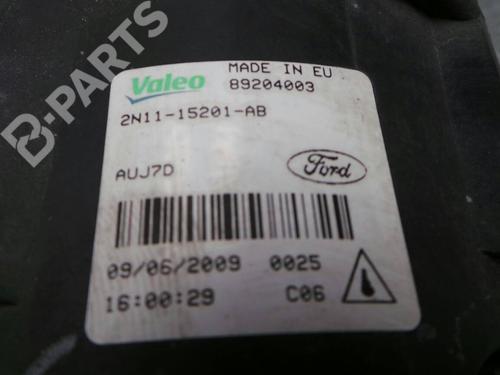 B-PARTS
Valeo
MADE IN EU
89204003
2N11-15201-AB
AUJ7D
Ford
09/06/2009 0025
16:00:29 C06